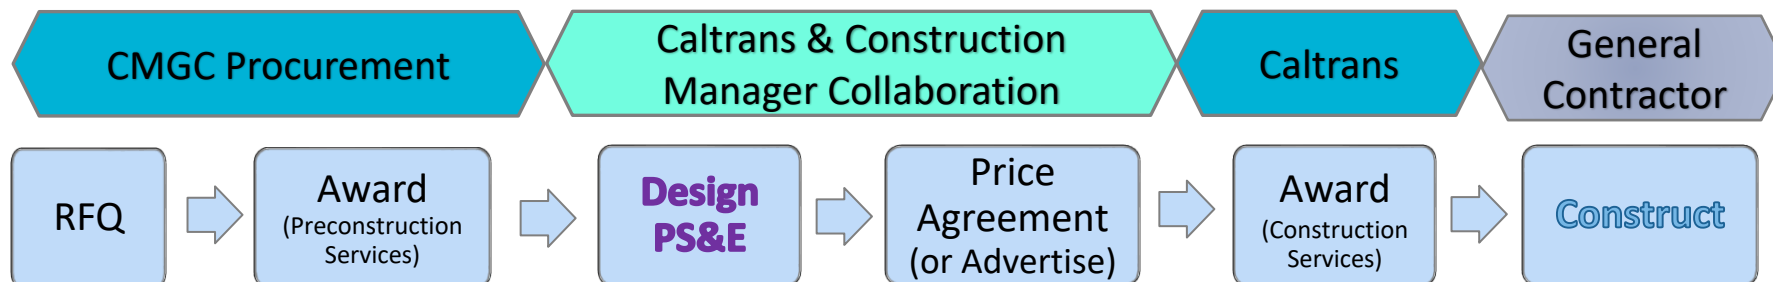 CMGC Procurement
Caltrans & Construction
Manager Collaboration
Caltrans
General
Contractor
RFQ
Award
(Preconstruction
Services)
Design
PS&E
Price
Agreement
(or Advertise)
Award
(Construction
Services)
Construct